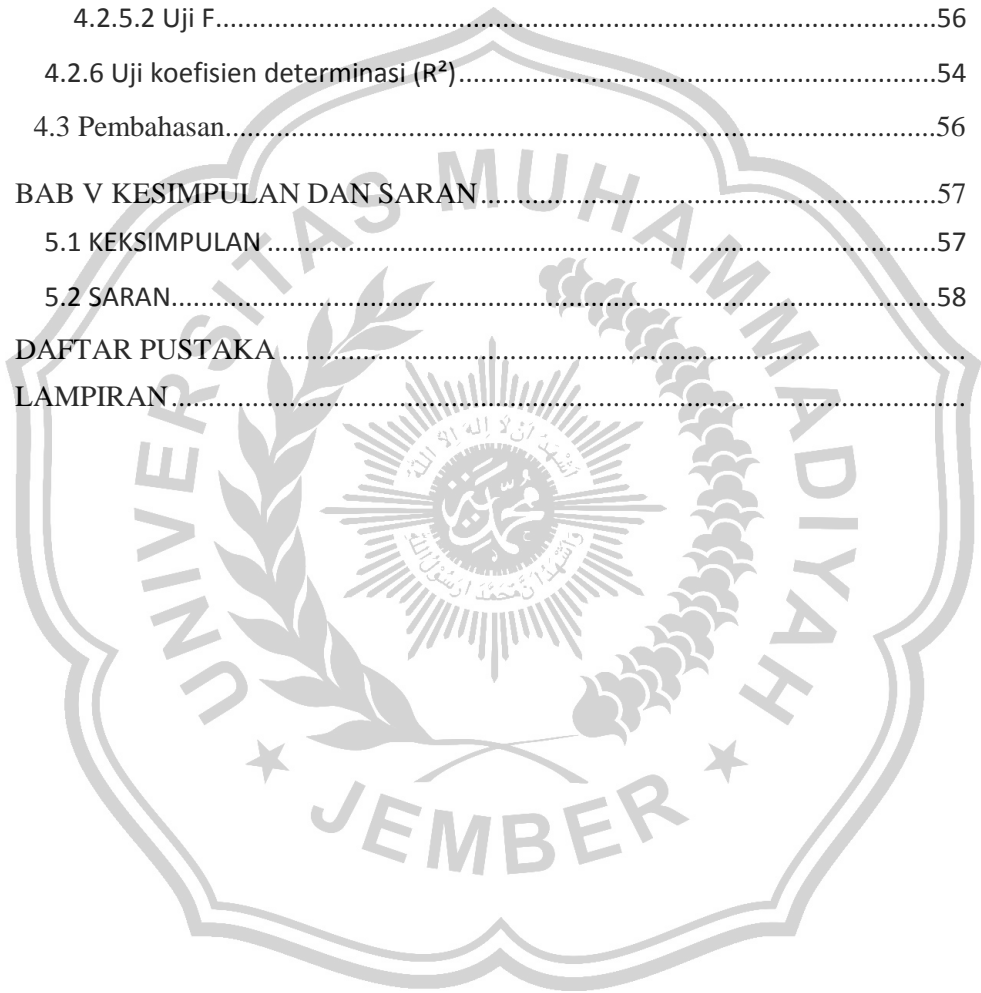 4.2.5.2 Uji F....................................................................................................56
4.2.6 Uji koefisien determinasi (R²)..................................................................54
4.3 Pembahasan.................................................................................................56
BAB V KESIMPULAN DAN SARAN................................................................57
5.1 KEKSIMPULAN..........................................................................................57
5.2 SARAN........................................................................................................58
DAFTAR PUSTAKA............................................................................................
LAMPIRAN..........................................................................................................
UNIVERSITAS MUHAMMADIYAH
JEMBER